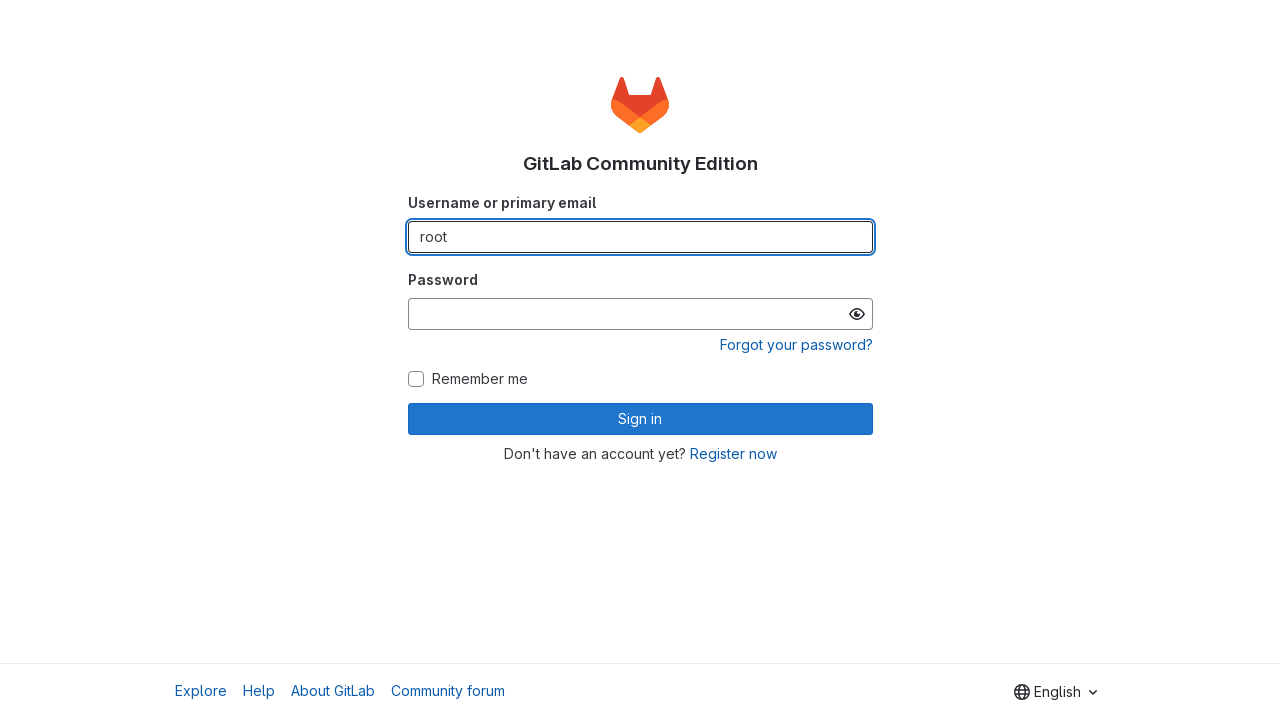 GitLab Community Edition
Username or primary email
root
Password
Forgot your password?
Remember me
Sign in
Don't have an account yet? Register now
Explore Help About GitLab Community forum English